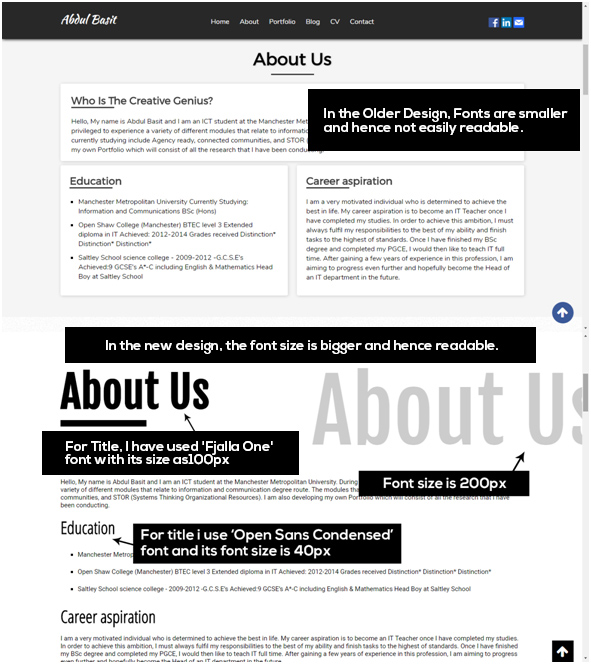 Abdul Basit
Home About Portfolio Blog CV Contact
About Us
Who Is The Creative Genius?
Hello, My name is Abdul Basit and I am an ICT student at the Manchester Met
privileged to experience a variety of different modules that relate to informatio
currently studying include Agency ready, connected communities, and STOR
my own Portfolio which will consist of all the research that I have been conducting.
In the Older Design, Fonts are smaller
and hence not easily readable.
Education
Manchester Metropolitan University Currently Studying:
Information and Communications BSc (Hons)
Open Shaw College (Manchester) BTEC level 3 Extended
diploma in IT Achieved: 2012-2014 Grades received Distinction*
Distinction* Distinction*
Saltley School science college - 2009-2012 -G.C.S.E's
Achieved:9 GCSE's A*-C including English & Mathematics Head
Boy at Saltley School
Career aspiration
I am a very motivated individual who is determined to achieve the
best in life. My career aspiration is to become an IT Teacher once I
have completed my studies. In order to achieve this ambition, I must
always fulfil my responsibilities to the best of my ability and finish
tasks to the highest of standards. Once I have finished my BSc
degree and completed my PGCE, I would then like to teach IT full
time. After gaining a few years of experience in this profession, I am
aiming to progress even further and hopefully become the Head of
an IT department in the future.
In the new design, the font size is bigger and hence readable.
About Us
About Us
For Title, I have used 'Fjalla One'
font with its size as100px
Font size is 200px
Hello, My name is Abdul Basit and I am an ICT student at the Manchester Metropolitan University. During
variety of different modules that relate to information and communication degree route. The modules tha
communities, and STOR (Systems Thinking Organizational Resources). I am also developing my own Portfolio which will consist of all the research that I have
been conducting.
Education
For title i use ‘Open Sans Condensed’
font and its font size is 40px
Manchester Metrop
Open Shaw College (Manchester) BTEC level 3 Extended diploma in IT Achieved: 2012-2014 Grades received Distinction* Distinction* Distinction*
Saltley School science college - 2009-2012 -G.C.S.E's Achieved:9 GCSE's A*-C including English & Mathematics Head Boy at Saltley School
Career aspiration
I am a very motivated individual who is determined to achieve the best in life. My career aspiration is to become an IT Teacher once I have completed my studies.
In order to achieve this ambition, I must always fulfil my responsibilities to the best of my ability and finish tasks to the highest of standards. Once I have finished
my BSc degree and completed my PGCE, I would then like to teach IT full time. After gaining a few years of experience in this profession, I am aiming to progress
even further and hopefully become the Head of an IT department in the future.